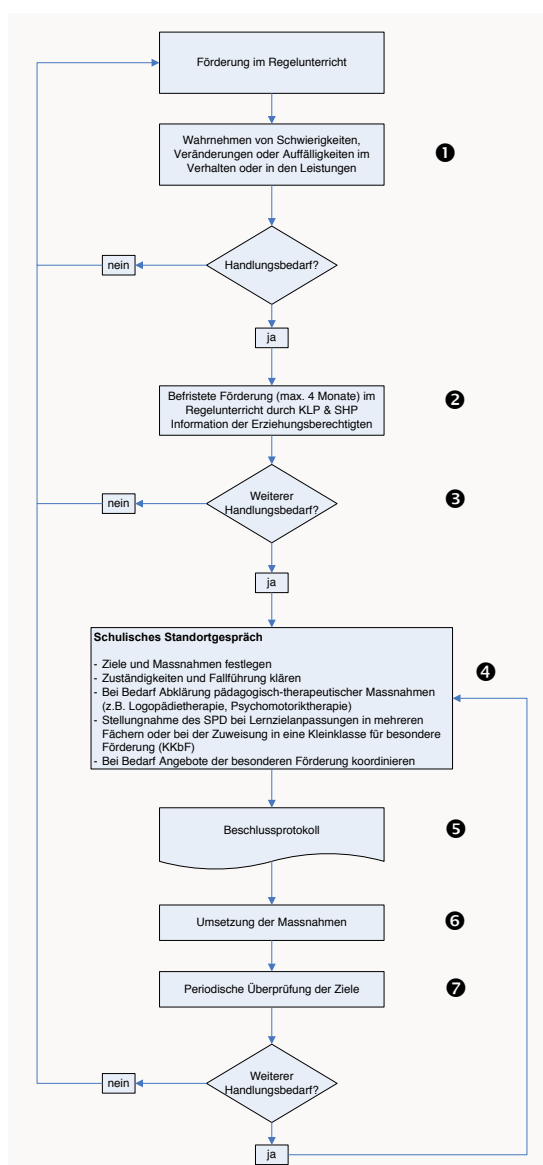 Förderung im Regelunterricht
Wahrnehmen von Schwierigkeiten,
Veränderungen oder Auffälligkeiten im
Verhalten oder in den Leistungen
❶
nein
Handlungsbedarf?
ja
Befristete Förderung (max. 4 Monate) im
Regelunterricht durch KLP & SHP
Information der Erziehungsberechtigten
❷
nein
Weiterer
Handlungsbedarf?
❸
ja
Schulisches Standortgespräch
- Ziele und Massnahmen festlegen
- Zuständigkeiten und Fallführung klären
- Bei Bedarf Abklärung pädagogisch-therapeutischer Massnahmen
(z.B. Logopädietherapie, Psychomotoriktherapie)
- Stellungnahme des SPD bei Lernzielanpassungen in mehreren
Fächern oder bei der Zuweisung in eine Kleinklasse für besondere
Förderung (KKbF)
- Bei Bedarf Angebote der besonderen Förderung koordinieren
❹
Beschlussprotokoll
❺
Umsetzung der Massnahmen
❻
Periodische Überprüfung der Ziele
❼
nein
Weiterer
Handlungsbedarf?
ja